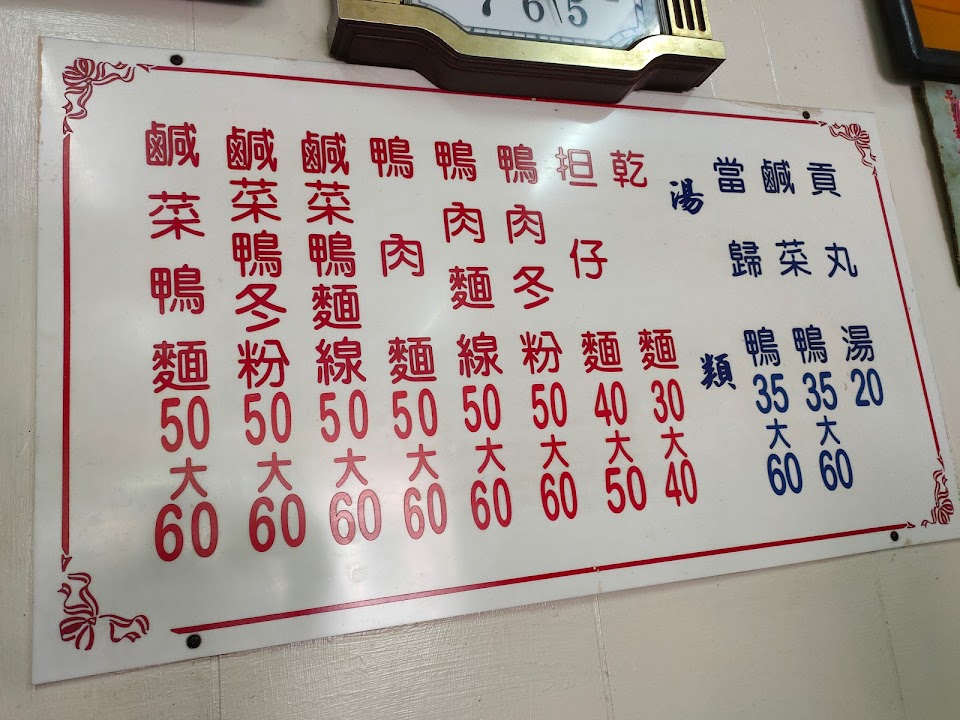 7 6 5
湯類
貢丸湯 20
鹹菜鴨 35 大 60
當歸鴨 35 大 60
乾麵 30 大 40
担仔麵 40 大 50
鴨肉冬粉 50 大 60
鴨肉麵線 50 大 60
鴨肉麵 50 大 60
鹹菜鴨麵線 50 大 60
鹹菜鴨冬粉 50 大 60
鹹菜鴨麵 50 大 60